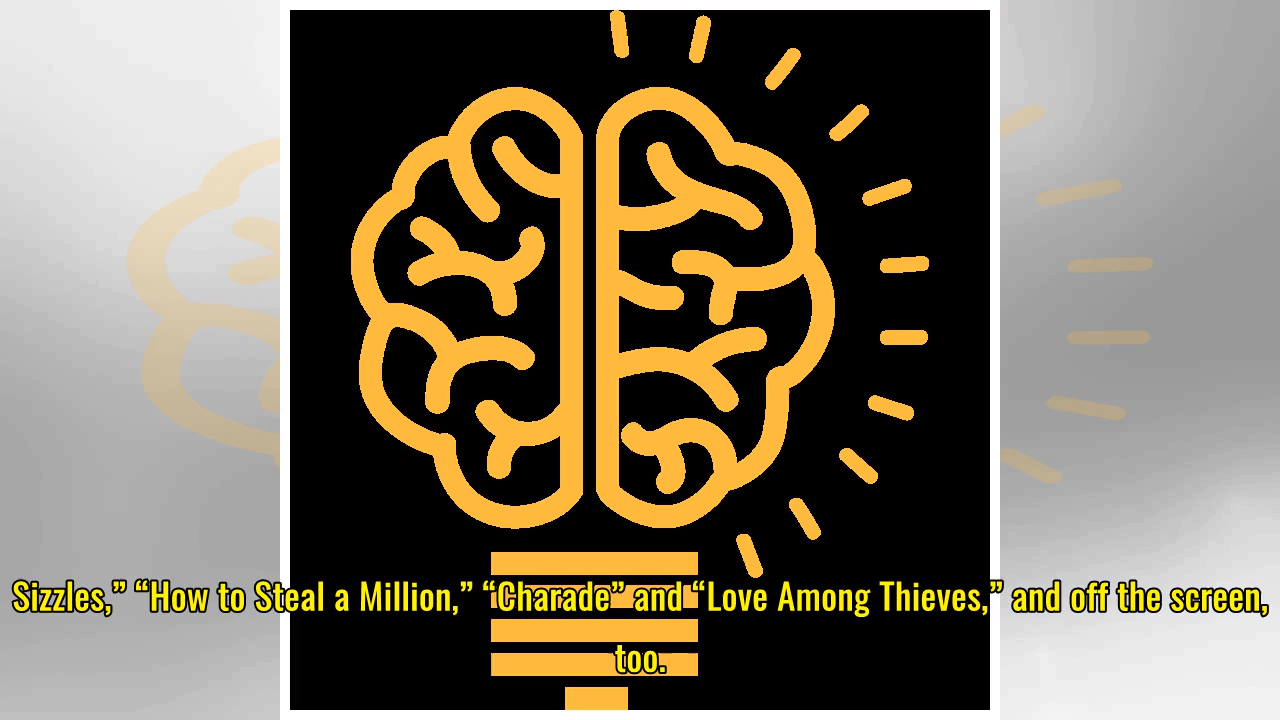 Sizzles,” “How to Steal a Million,” “Charade” and “Love Among Thieves,” and off the screen,
too.